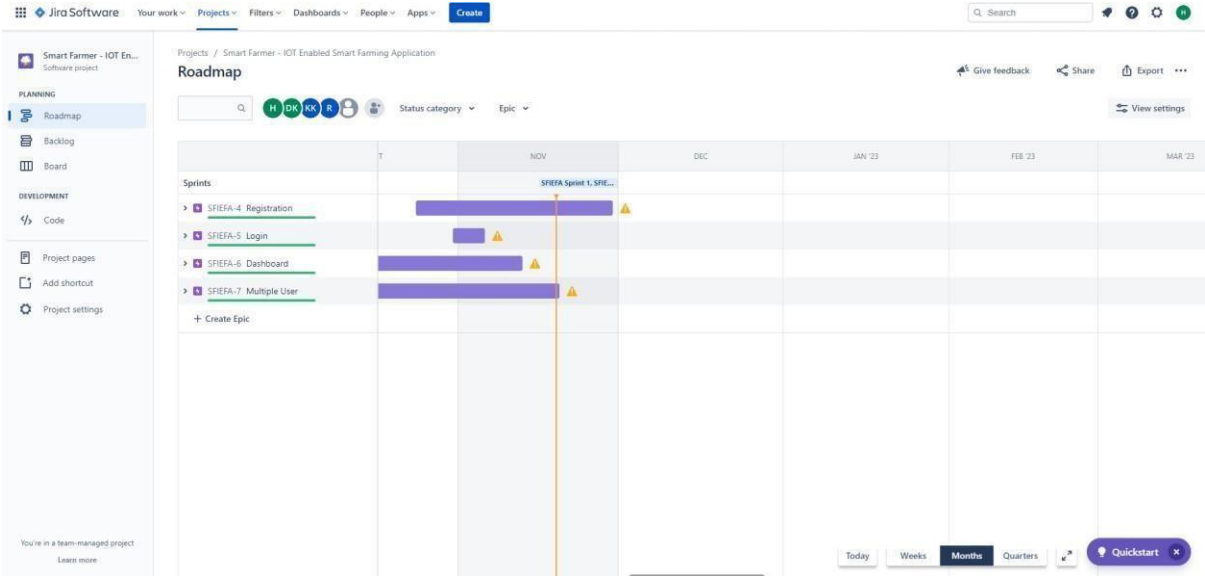 Jira Software Your work Projects Filters Dashboards People Apps Create Search H
Smart Farmer - IOT En...
Software project
PLANNING
Roadmap
Backlog
Board
DEVELOPMENT
Code
Project pages
Add shortcut
Project settings
You're in a team-managed project
Learn more
Projects / Smart Farmer - IOT Enabled Smart Farming Application
Roadmap
Give feedback Share Export
H DK KK R Status category Epic View settings
T NOV DEC JAN '23 FEB '23 MAR '23
Sprints SFIEFA Sprint 1, SFIE...
SFIEFA-4 Registration
SFIEFA-5 Login
SFIEFA-6 Dashboard
SFIEFA-7 Multiple User
+ Create Epic
Today Weeks Months Quarters Quickstart